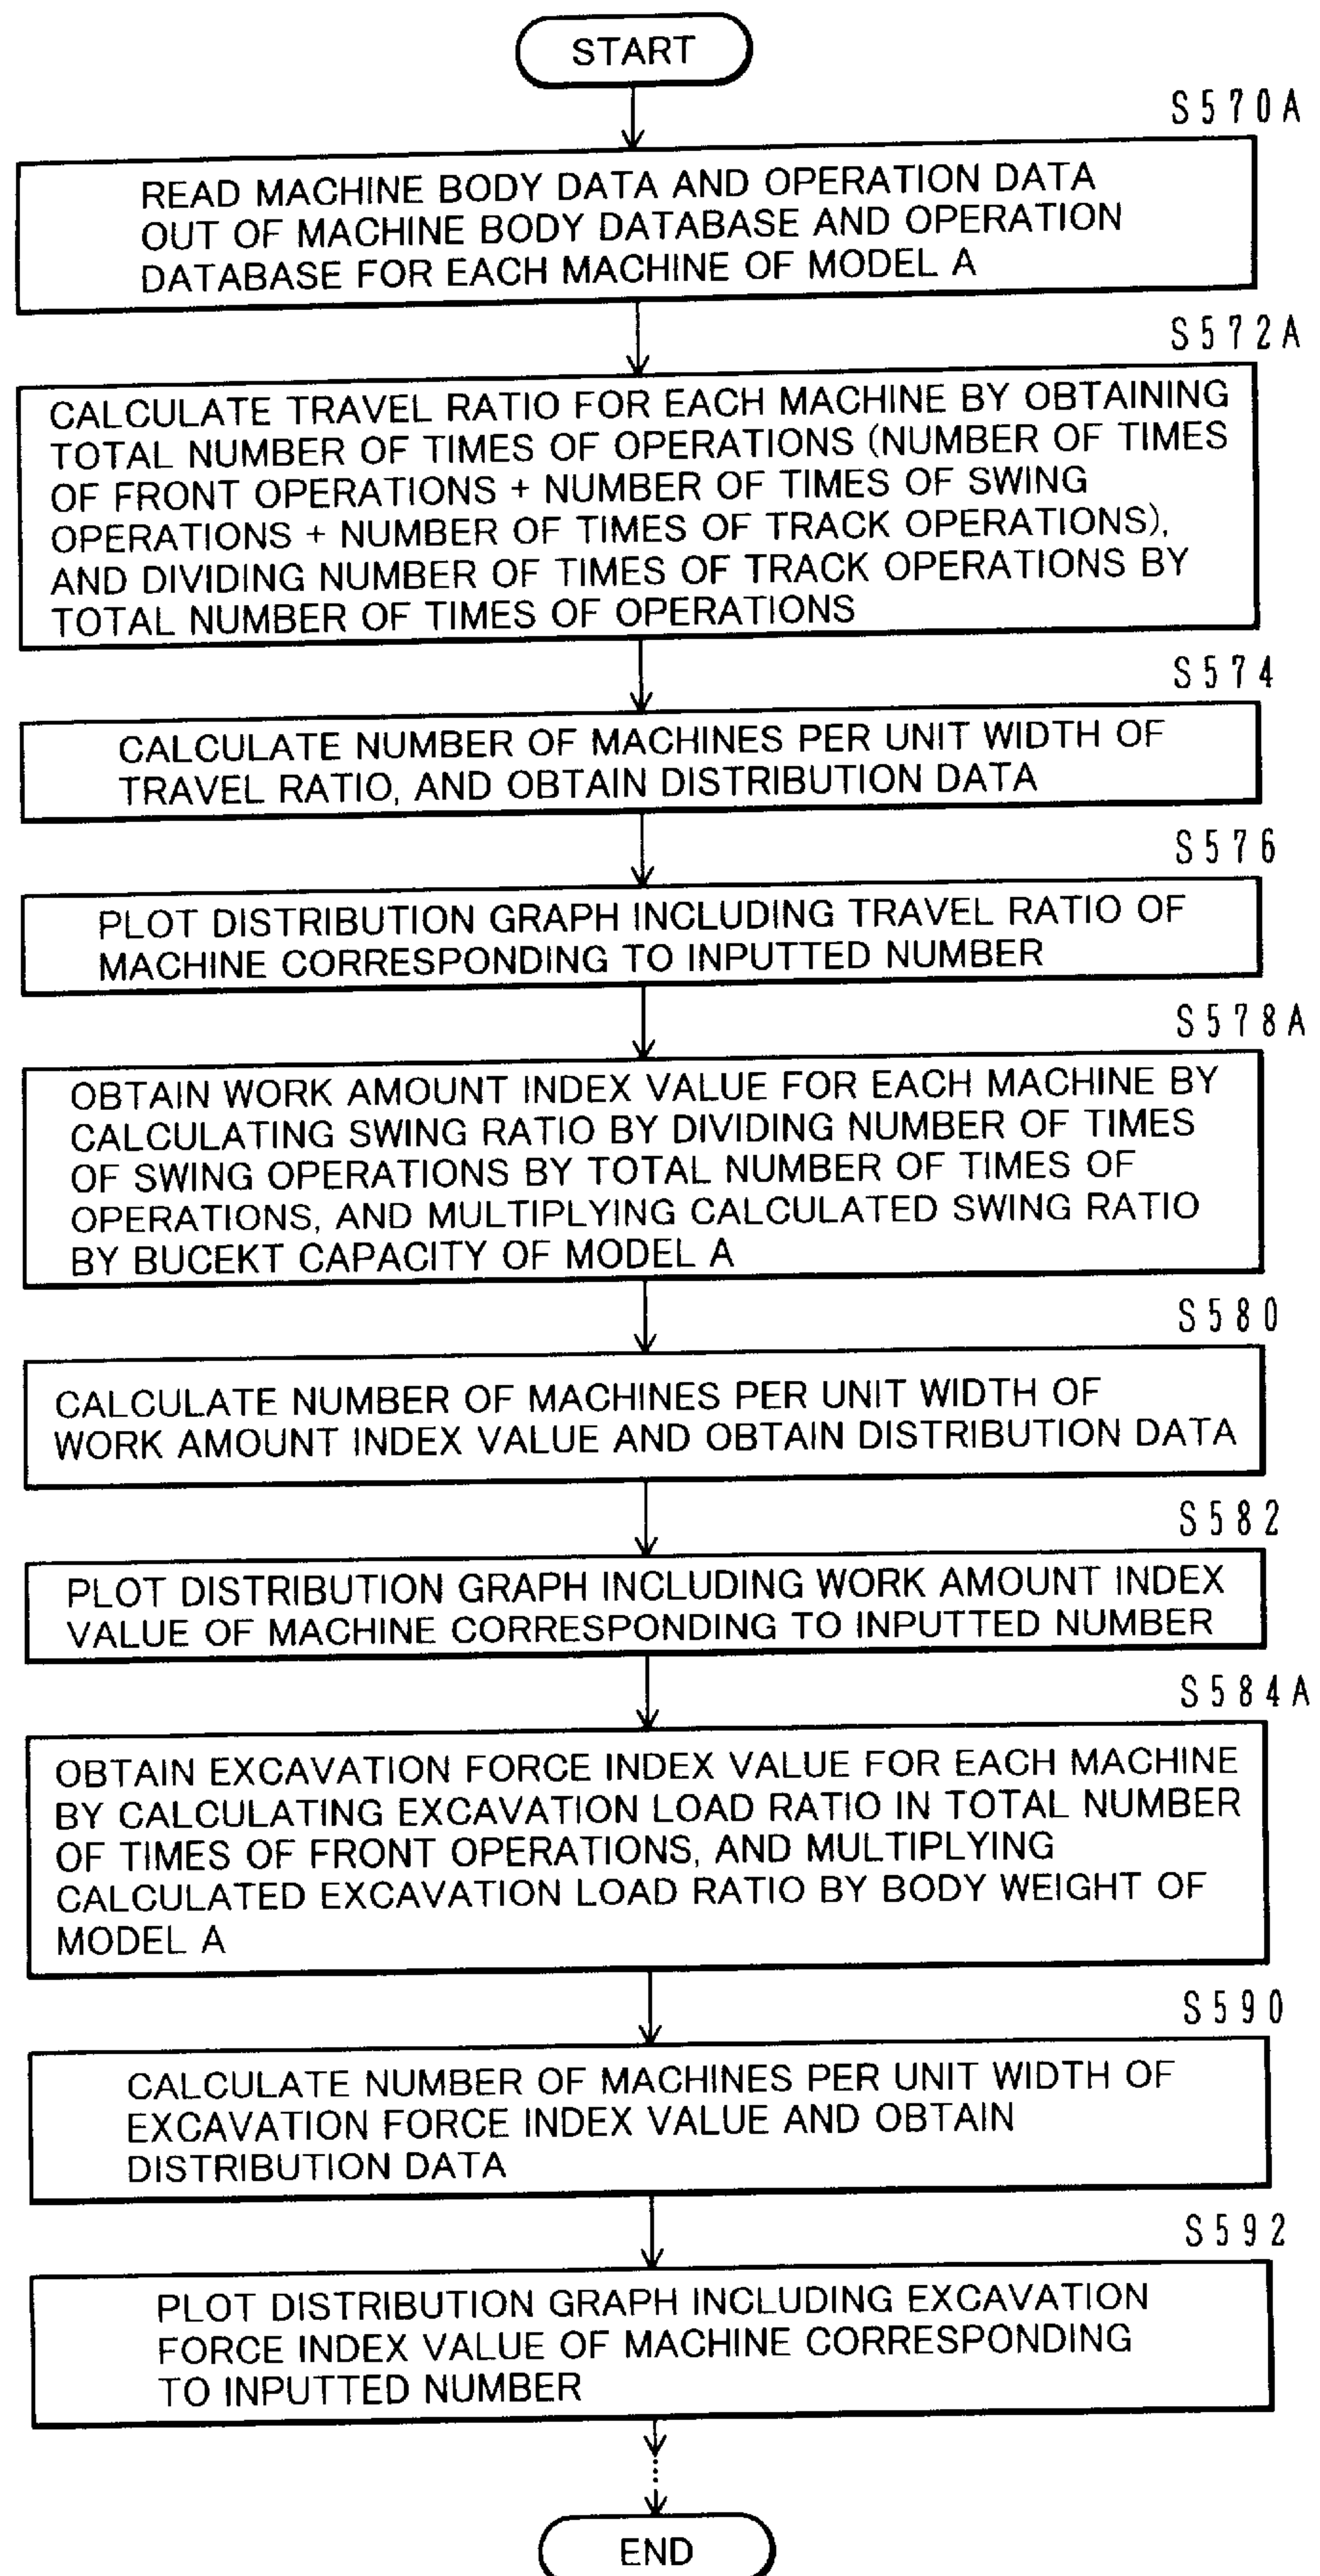 START
S570A
READ MACHINE BODY DATA AND OPERATION DATA
OUT OF MACHINE BODY DATABASE AND OPERATION
DATABASE FOR EACH MACHINE OF MODEL A
S572A
CALCULATE TRAVEL RATIO FOR EACH MACHINE BY OBTAINING
TOTAL NUMBER OF TIMES OF OPERATIONS (NUMBER OF TIMES
OF FRONT OPERATIONS + NUMBER OF TIMES OF SWING
OPERATIONS + NUMBER OF TIMES OF TRACK OPERATIONS),
AND DIVIDING NUMBER OF TIMES OF TRACK OPERATIONS BY
TOTAL NUMBER OF TIMES OF OPERATIONS
S574
CALCULATE NUMBER OF MACHINES PER UNIT WIDTH OF
TRAVEL RATIO, AND OBTAIN DISTRIBUTION DATA
S576
PLOT DISTRIBUTION GRAPH INCLUDING TRAVEL RATIO OF
MACHINE CORRESPONDING TO INPUTTED NUMBER
S578A
OBTAIN WORK AMOUNT INDEX VALUE FOR EACH MACHINE BY
CALCULATING SWING RATIO BY DIVIDING NUMBER OF TIMES
OF SWING OPERATIONS BY TOTAL NUMBER OF TIMES OF
OPERATIONS, AND MULTIPLYING CALCULATED SWING RATIO
BY BUCEKT CAPACITY OF MODEL A
S580
CALCULATE NUMBER OF MACHINES PER UNIT WIDTH OF
WORK AMOUNT INDEX VALUE AND OBTAIN DISTRIBUTION DATA
S582
PLOT DISTRIBUTION GRAPH INCLUDING WORK AMOUNT INDEX
VALUE OF MACHINE CORRESPONDING TO INPUTTED NUMBER
S584A
OBTAIN EXCAVATION FORCE INDEX VALUE FOR EACH MACHINE
BY CALCULATING EXCAVATION LOAD RATIO IN TOTAL NUMBER
OF TIMES OF FRONT OPERATIONS, AND MULTIPLYING
CALCULATED EXCAVATION LOAD RATIO BY BODY WEIGHT OF
MODEL A
S590
CALCULATE NUMBER OF MACHINES PER UNIT WIDTH OF
EXCAVATION FORCE INDEX VALUE AND OBTAIN
DISTRIBUTION DATA
S592
PLOT DISTRIBUTION GRAPH INCLUDING EXCAVATION
FORCE INDEX VALUE OF MACHINE CORRESPONDING
TO INPUTTED NUMBER
END